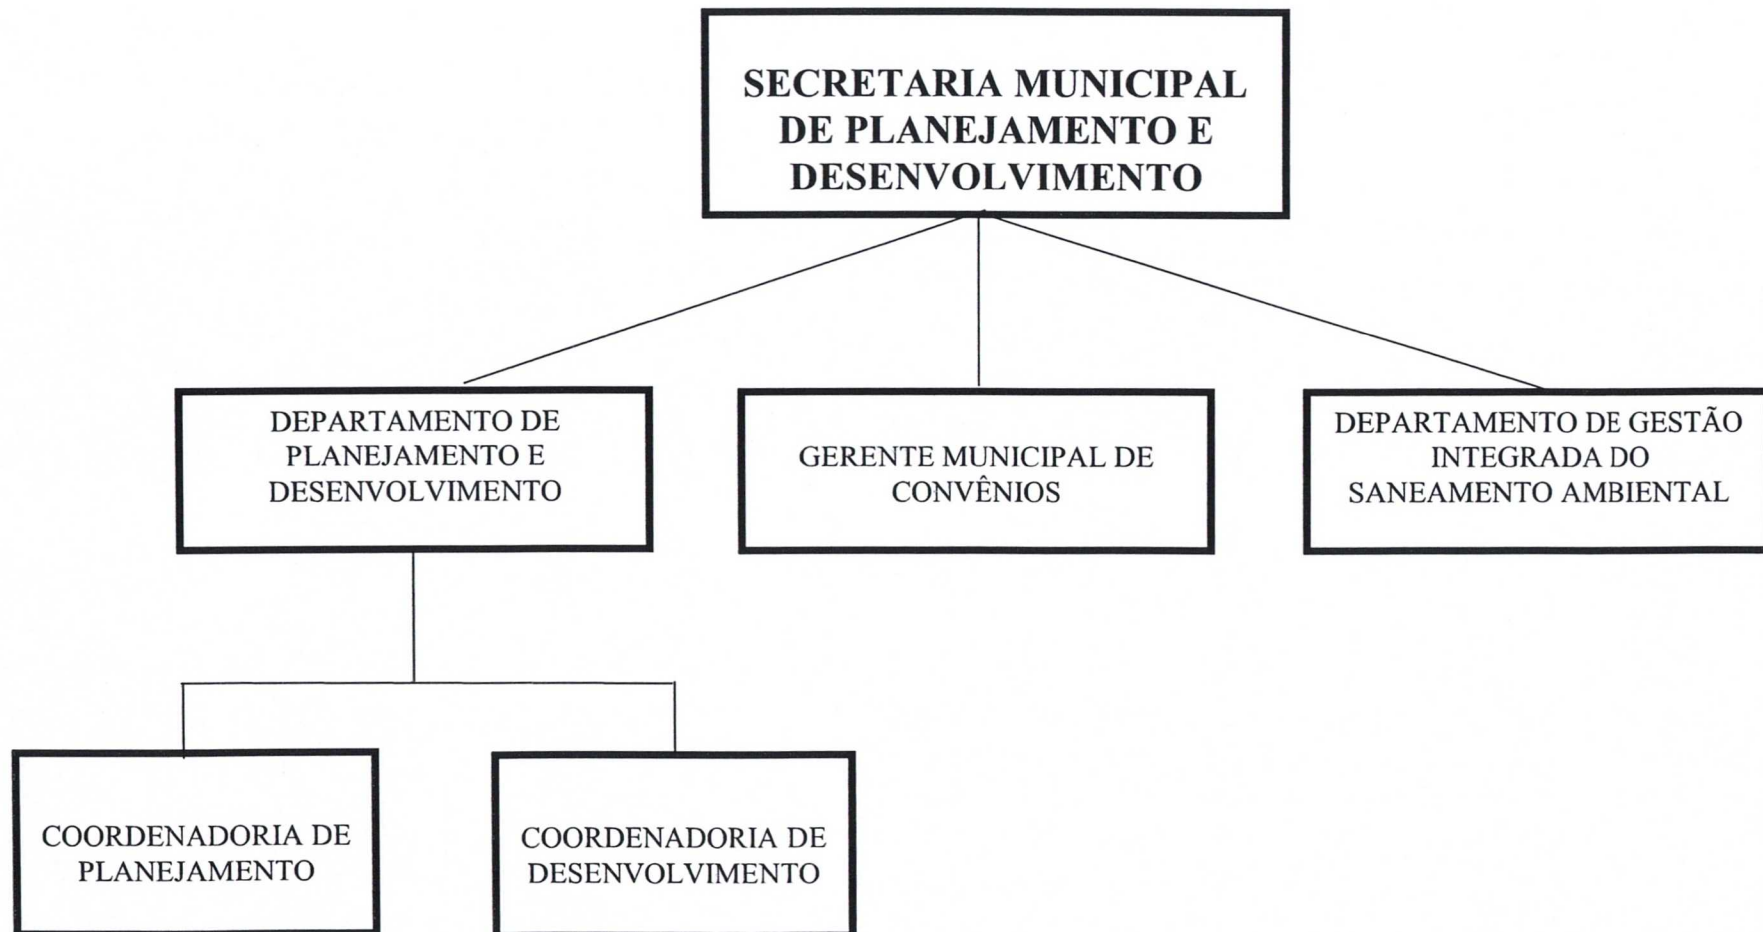 SECRETARIA MUNICIPAL
DE PLANEJAMENTO E
DESENVOLVIMENTO
DEPARTAMENTO DE
PLANEJAMENTO E
DESENVOLVIMENTO
GERENTE MUNICIPAL DE
CONVÊNIOS
DEPARTAMENTO DE GESTÃO
INTEGRADA DO
SANEAMENTO AMBIENTAL
COORDENADORIA DE
PLANEJAMENTO
COORDENADORIA DE
DESENVOLVIMENTO